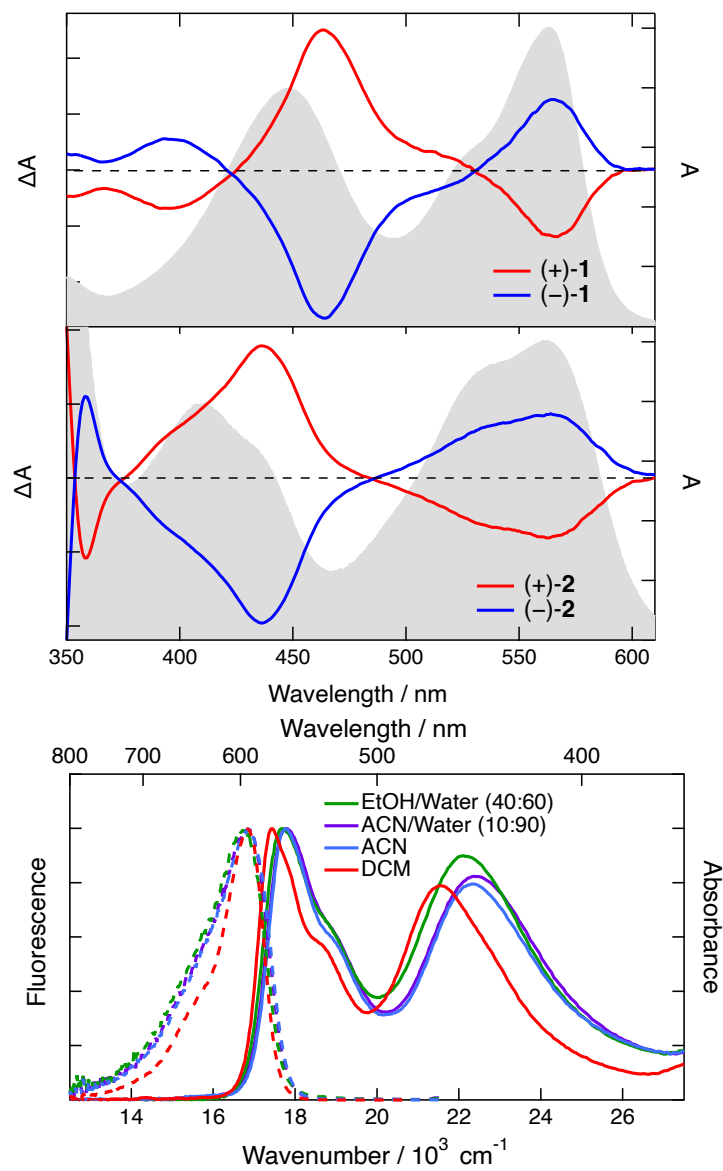 ΔA
A
(+)-1
(−)-1
ΔA
A
(+)-2
(−)-2
350 400 450 500 550 600
Wavelength / nm
Wavelength / nm
800 700 600 500 400
EtOH/Water (40:60)
ACN/Water (10:90)
ACN
DCM
Fluorescence
Absorbance
14 16 18 20 22 24 26
Wavenumber / 10³ cm⁻¹